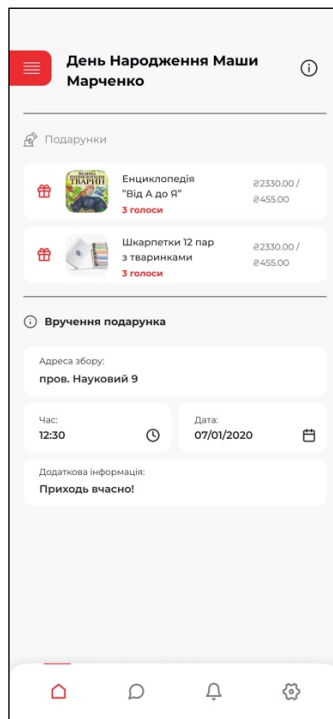 День Народження Маши
Марченко
Подарунки
Енциклопедія
"Від А до Я"
3 голоси
₴2330.00 /
₴455.00
Шкарпетки 12 пар
з тваринками
3 голоси
₴2330.00 /
₴455.00
Вручення подарунка
Адреса збору:
пров. Науковий 9
Час:
12:30
Дата:
07/01/2020
Додаткова інформація:
Приходь вчасно!